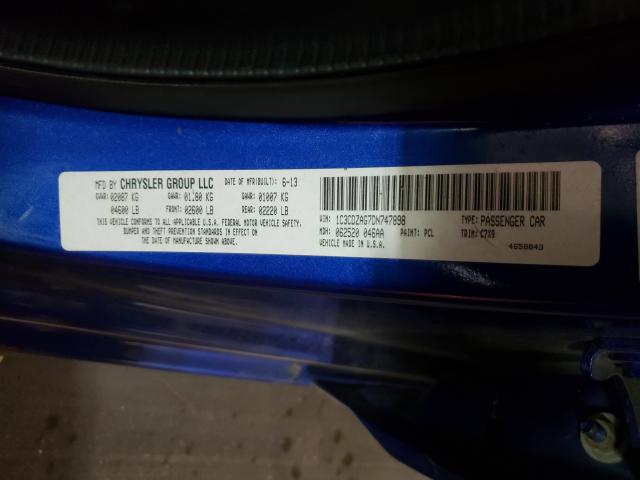 MFD BY CHRYSLER GROUP LLC DATE OF MFR(BUILT): 6-13
GVWR: 02087 KG GAWR: 01180 KG GAWR: 01007 KG
04600 LB FRONT: 02600 LB REAR: 02220 LB
THIS VEHICLE CONFORMS TO ALL APPLICABLE U.S.A. FEDERAL MOTOR VEHICLE SAFETY,
BUMPER AND THEFT PREVENTION STANDARDS IN EFFECT ON
THE DATE OF MANUFACTURE SHOWN ABOVE.
VIN: 1C3CDZAG7DN747898 TYPE: PASSENGER CAR
MDH: 062520 046AA PAINT: PCL TRIM: C7X9
VEHICLE MADE IN U.S.A. 4658043